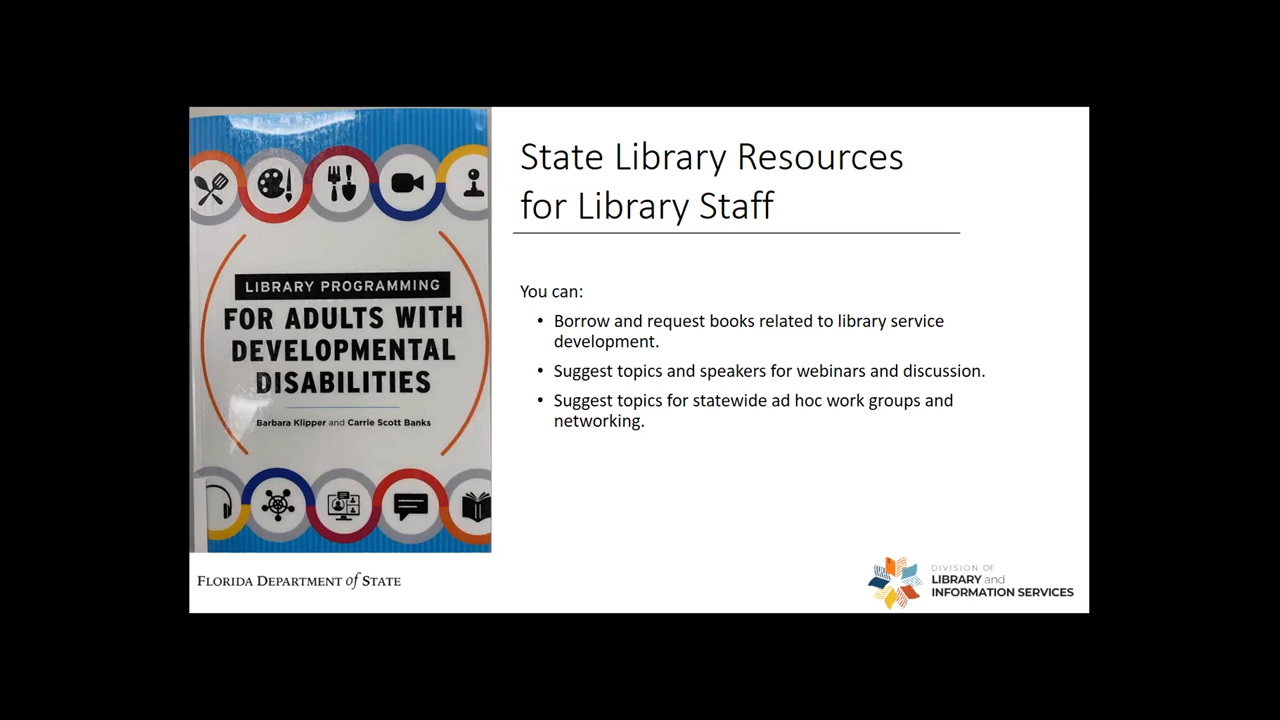 LIBRARY PROGRAMMING
FOR ADULTS WITH
DEVELOPMENTAL
DISABILITIES
Barbara Klipper and Carrie Scott Banks
State Library Resources
for Library Staff
You can:
• Borrow and request books related to library service
development.
• Suggest topics and speakers for webinars and discussion.
• Suggest topics for statewide ad hoc work groups and
networking.
FLORIDA DEPARTMENT of STATE
DIVISION OF
LIBRARY and
INFORMATION SERVICES